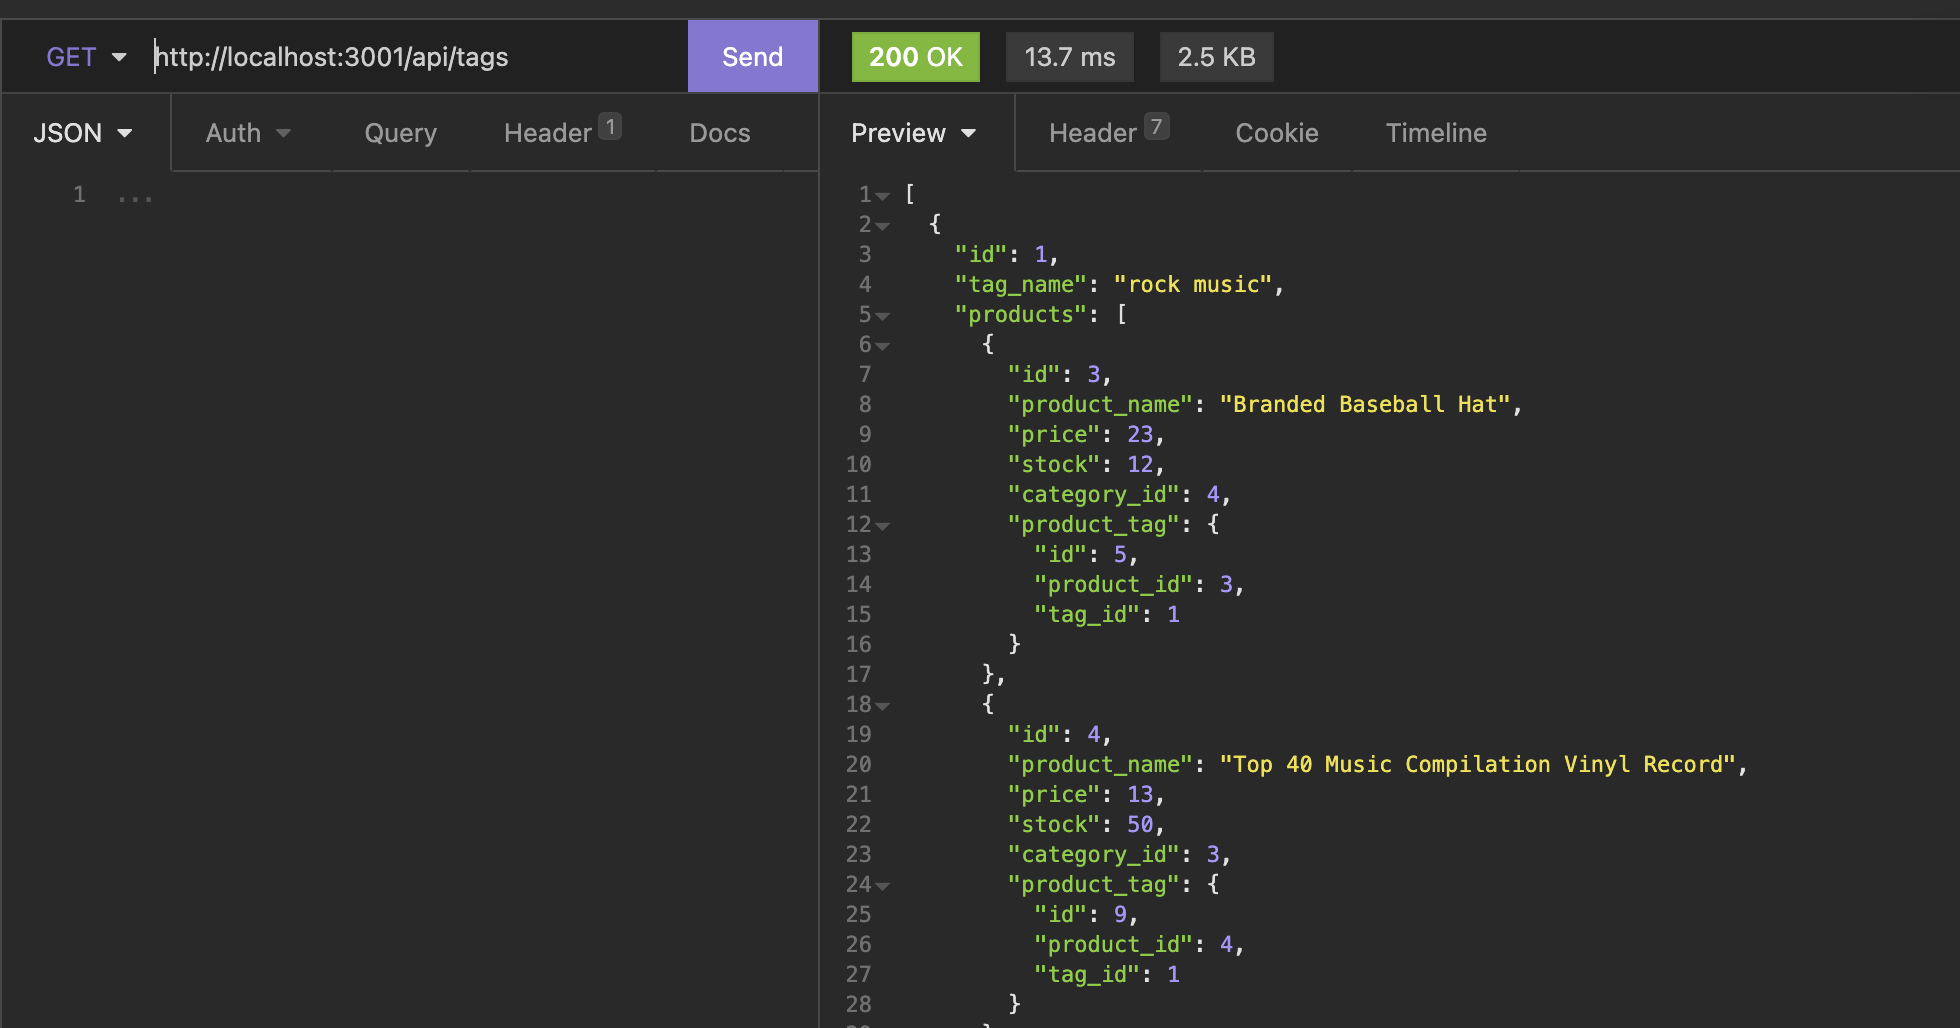 GET http://localhost:3001/api/tags Send 200 OK 13.7 ms 2.5 KB
JSON Auth Query Header 1 Docs Preview Header 7 Cookie Timeline
1 ...
1 [
2 {
3 "id": 1,
4 "tag_name": "rock music",
5 "products": [
6 {
7 "id": 3,
8 "product_name": "Branded Baseball Hat",
9 "price": 23,
10 "stock": 12,
11 "category_id": 4,
12 "product_tag": {
13 "id": 5,
14 "product_id": 3,
15 "tag_id": 1
16 }
17 },
18 {
19 "id": 4,
20 "product_name": "Top 40 Music Compilation Vinyl Record",
21 "price": 13,
22 "stock": 50,
23 "category_id": 3,
24 "product_tag": {
25 "id": 9,
26 "product_id": 4,
27 "tag_id": 1
28 }